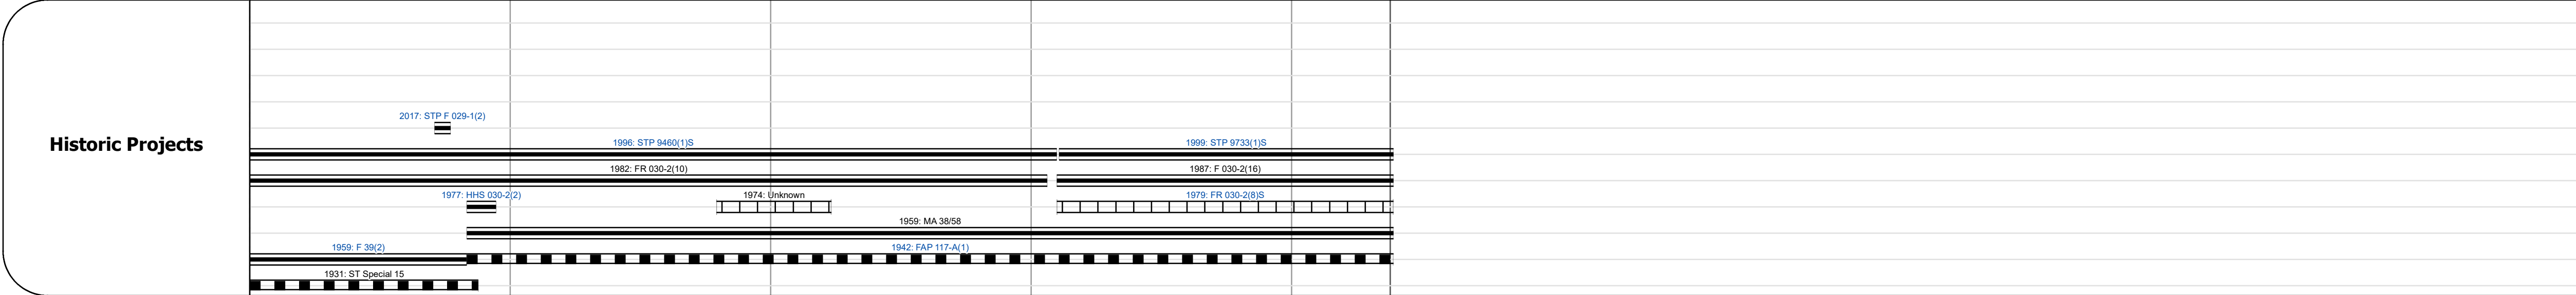 Historic Projects
2017: STP F 029-1(2)
1996: STP 9460(1)S
1999: STP 9733(1)S
1982: FR 030-2(10)
1987: F 030-2(16)
1977: HHS 030-2(2)
1974: Unknown
1979: FR 030-2(8)S
1959: MA 38/58
1959: F 39(2)
1942: FAP 117-A(1)
1931: ST Special 15